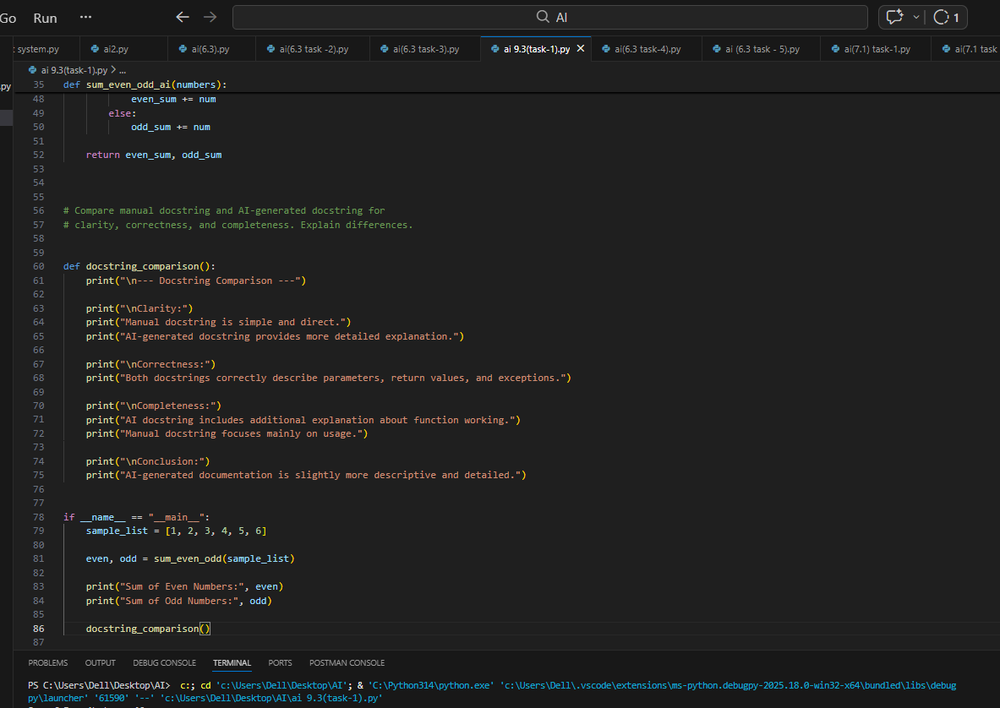 Go Run ··· AI 1
system.py ai2.py ai(6.3).py ai(6.3 task -2).py ai(6.3 task-3).py ai 9.3(task-1).py ai(6.3 task-4).py ai (6.3 task - 5).py ai(7.1) task-1.py ai(7.1 task
ai 9.3(task-1).py > ...
.py
35 def sum_even_odd_ai(numbers):
48 even_sum += num
49 else:
50 odd_sum += num
51
52 return even_sum, odd_sum
53
54
55
56 # Compare manual docstring and AI-generated docstring for
57 # clarity, correctness, and completeness. Explain differences.
58
59
60 def docstring_comparison():
61 print("\n--- Docstring Comparison ---")
62
63 print("\nClarity:")
64 print("Manual docstring is simple and direct.")
65 print("AI-generated docstring provides more detailed explanation.")
66
67 print("\nCorrectness:")
68 print("Both docstrings correctly describe parameters, return values, and exceptions.")
69
70 print("\nCompleteness:")
71 print("AI docstring includes additional explanation about function working.")
72 print("Manual docstring focuses mainly on usage.")
73
74 print("\nConclusion:")
75 print("AI-generated documentation is slightly more descriptive and detailed.")
76
77
78 if __name__ == "__main__":
79 sample_list = [1, 2, 3, 4, 5, 6]
80
81 even, odd = sum_even_odd(sample_list)
82
83 print("Sum of Even Numbers:", even)
84 print("Sum of Odd Numbers:", odd)
85
86 docstring_comparison()
87
PROBLEMS OUTPUT DEBUG CONSOLE TERMINAL PORTS POSTMAN CONSOLE
PS C:\Users\Dell\Desktop\AI> c:; cd 'c:\Users\Dell\Desktop\AI'; & 'C:\Python314\python.exe' 'c:\Users\Dell\.vscode\extensions\ms-python.debugpy-2025.18.0-win32-x64\bundled\libs\debug
py\launcher' '61590' '--' 'c:\Users\Dell\Desktop\AI\ai 9.3(task-1).py'